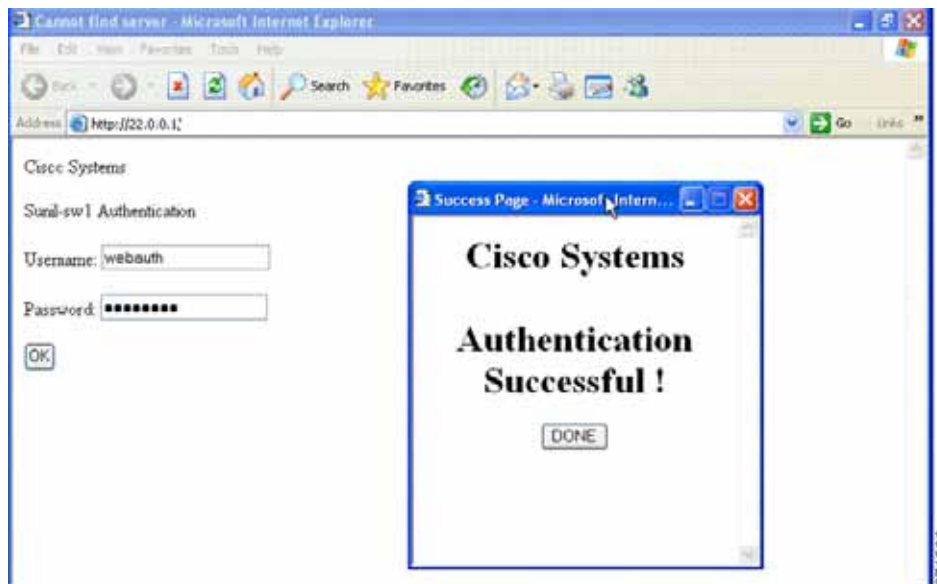 Cannot find server - Microsoft Internet Explorer
File Edit View Favorites Tools Help
Back Search Favorites
Address http://22.0.0.1/ Go Links »
Cisco Systems
Sunil-sw1 Authentication
Username: webauth
Password: ●●●●●●●●
OK
Success Page - Microsoft Intern...
Cisco Systems
Authentication
Successful !
DONE